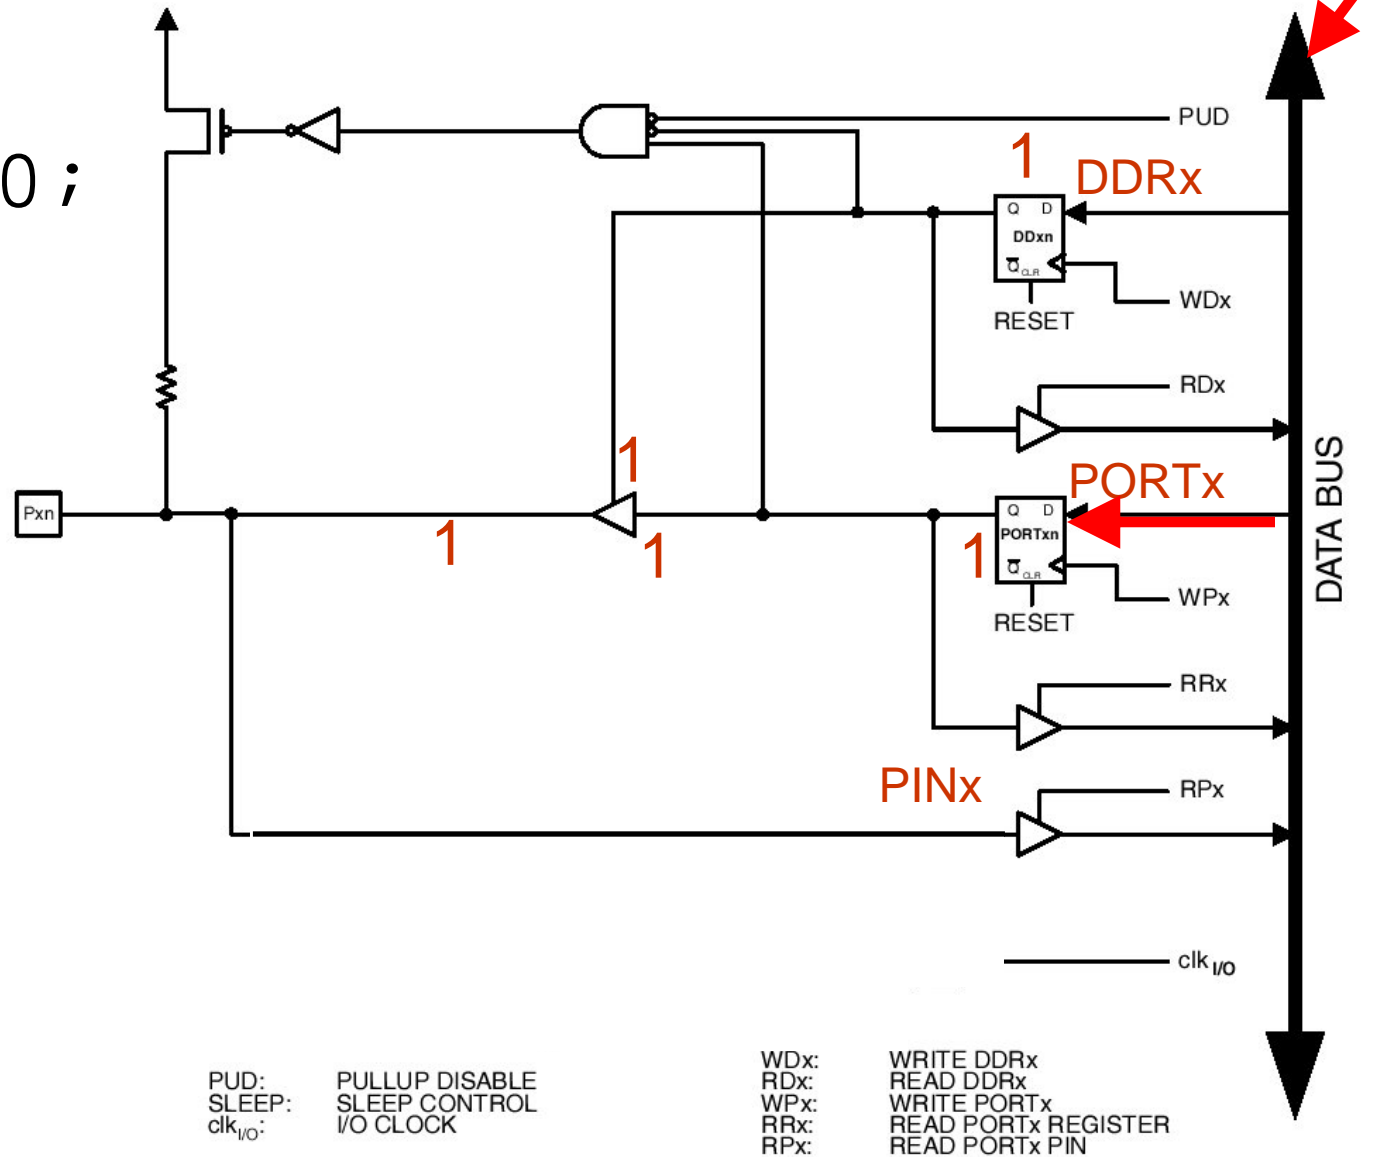 PUD
1
DDRx
0 ;
Q D
DDxn
Q CLR
WDx
RESET
RDx
1
PORTx
DATA BUS
Pxn
Q D
PORTxn
1
1
1
Q CLR
WPx
RESET
RRx
PINx
RPx
clk I/O
PUD: PULLUP DISABLE
SLEEP: SLEEP CONTROL
clk I/O: I/O CLOCK
WDx: WRITE DDRx
RDx: READ DDRx
WPx: WRITE PORTx
RRx: READ PORTx REGISTER
RPx: READ PORTx PIN